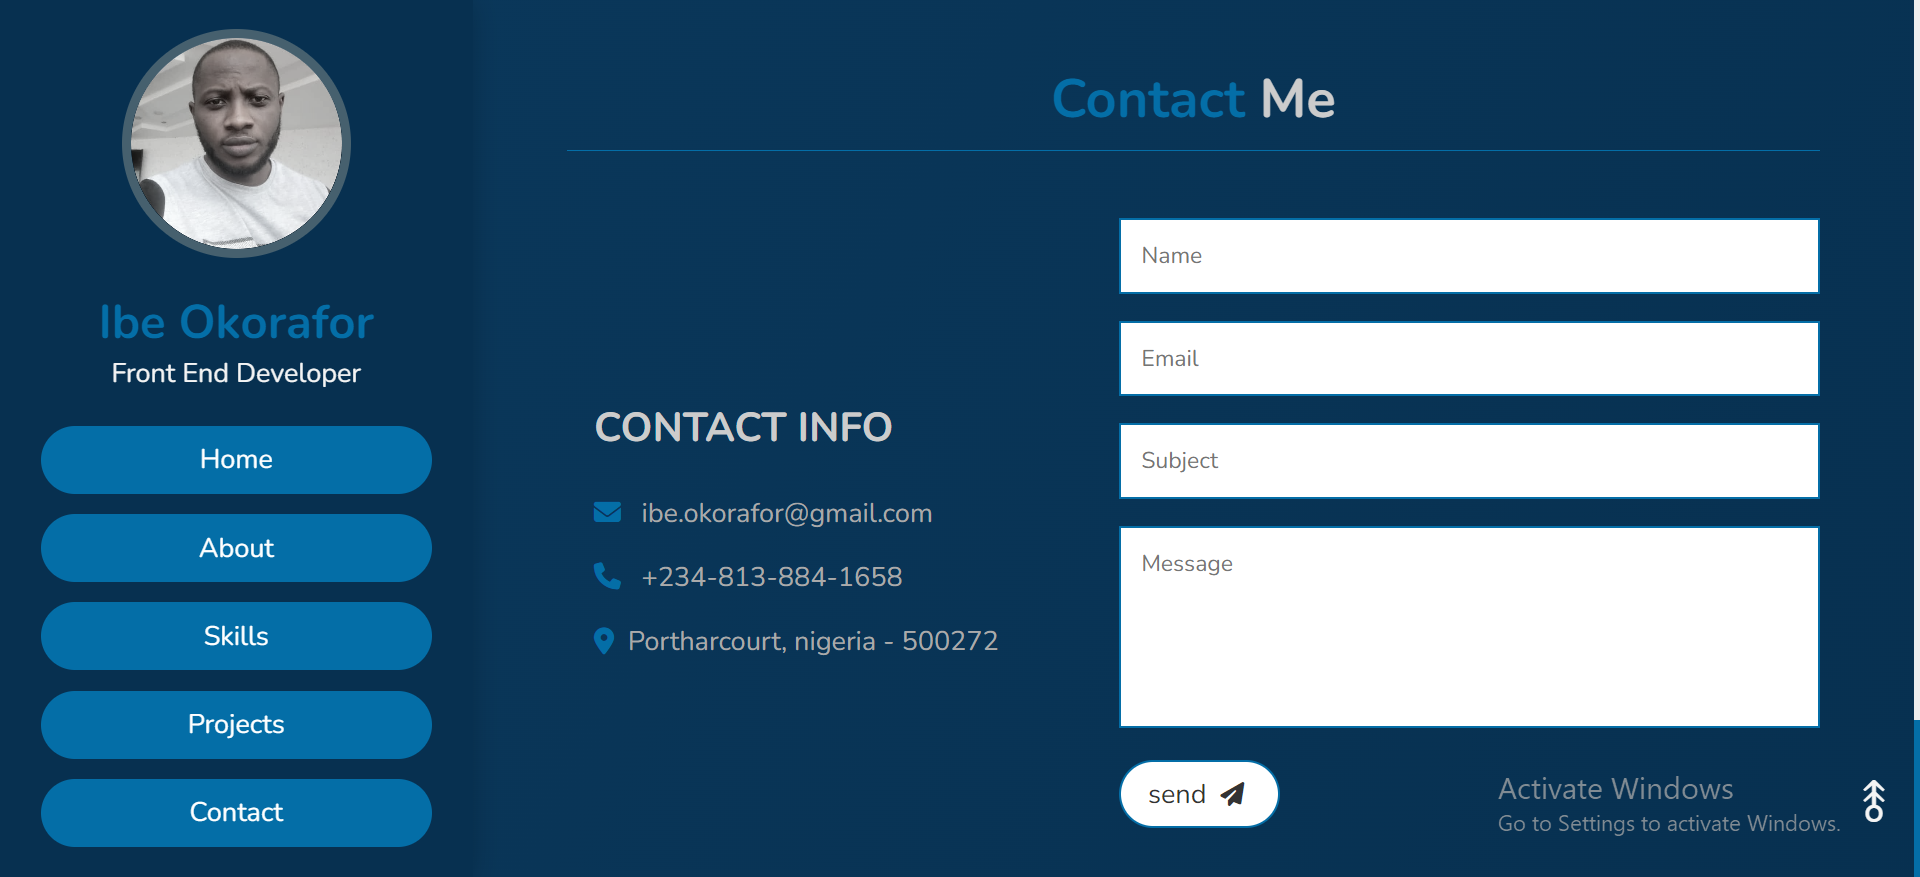 Ibe Okorafor
Front End Developer
Home
About
Skills
Projects
Contact
Contact Me
CONTACT INFO
ibe.okorafor@gmail.com
+234-813-884-1658
Portharcourt, nigeria - 500272
Name
Email
Subject
Message
send
Activate Windows
Go to Settings to activate Windows.